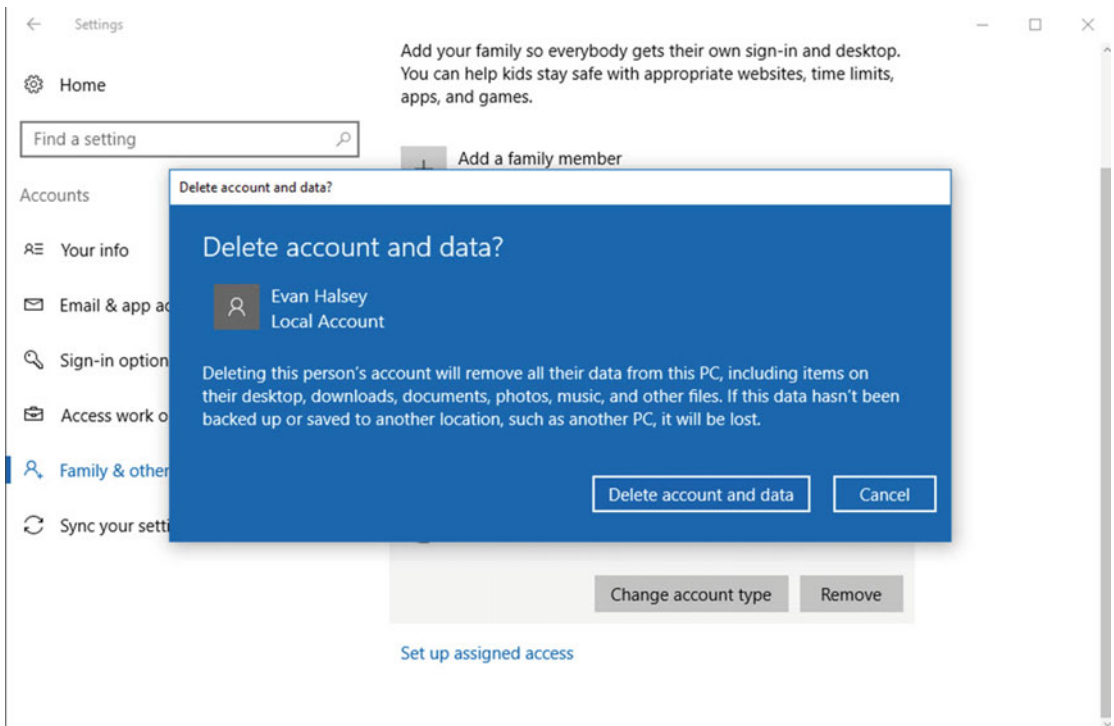 Settings
Add your family so everybody gets their own sign-in and desktop.
You can help kids stay safe with appropriate websites, time limits,
apps, and games.
Home
Find a setting
Add a family member
Accounts
Delete account and data?
Delete account and data?
Evan Halsey
Local Account
Deleting this person's account will remove all their data from this PC, including items on
their desktop, downloads, documents, photos, music, and other files. If this data hasn't been
backed up or saved to another location, such as another PC, it will be lost.
Delete account and data
Cancel
Your info
Email & app
Sign-in option
Access work
Family & other
Sync your
Change account type
Remove
Set up assigned access